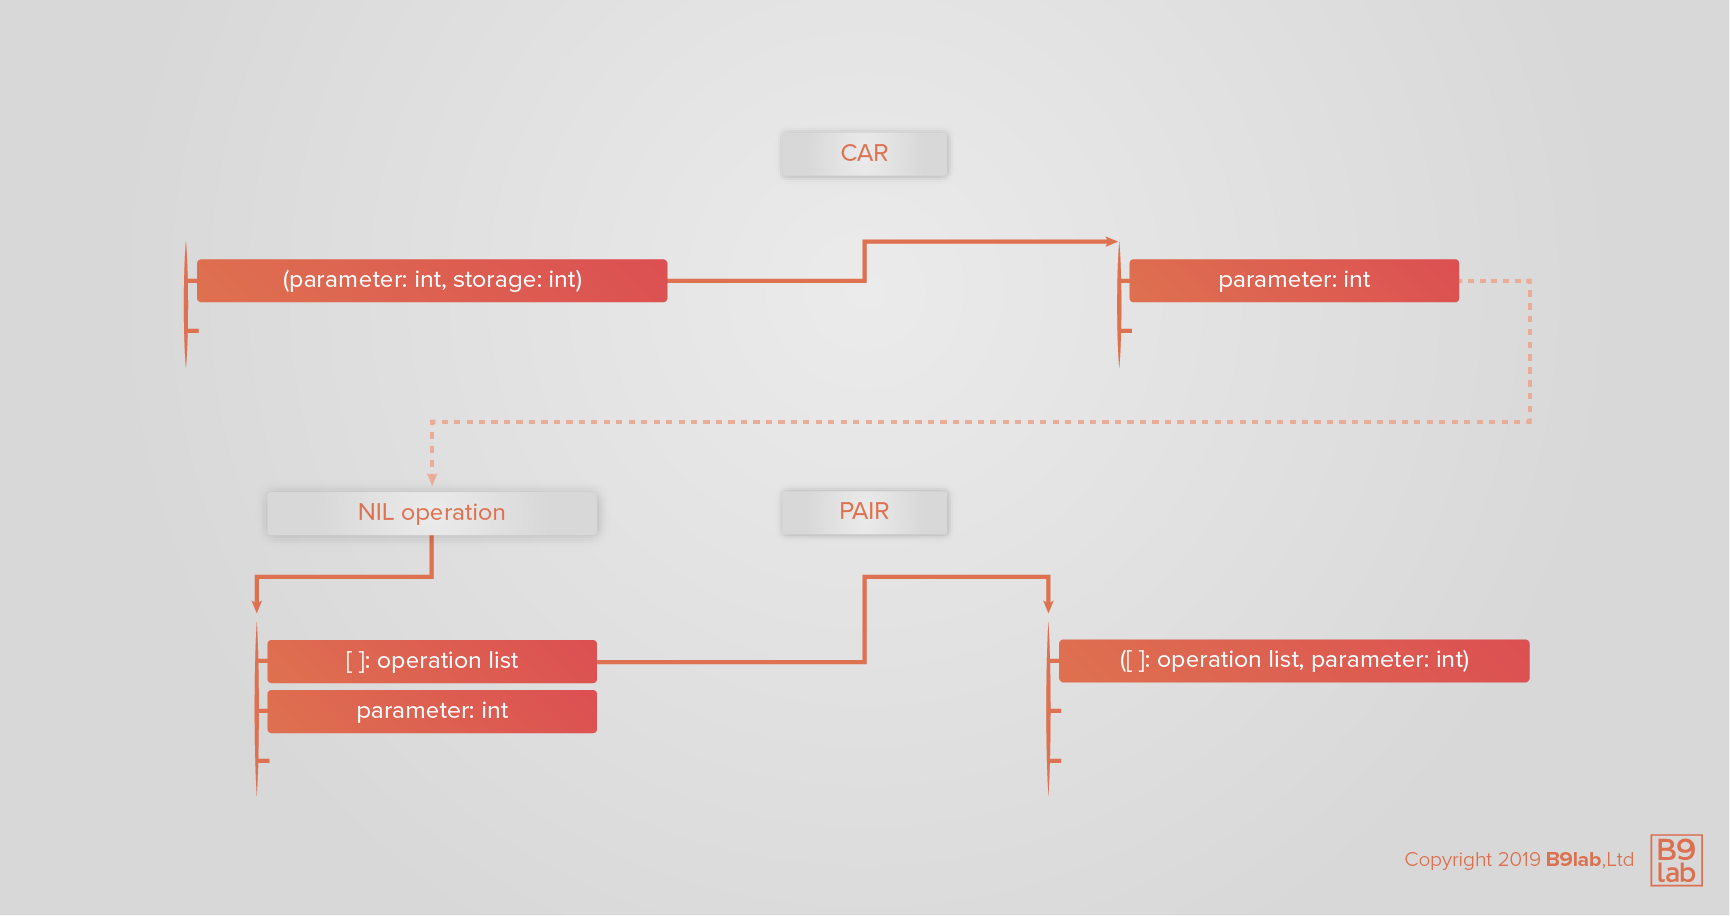 CAR
(parameter: int, storage: int)
parameter: int
NIL operation
PAIR
[ ]: operation list
([ ]: operation list, parameter: int)
parameter: int
Copyright 2019 B9lab,Ltd
B9
lab